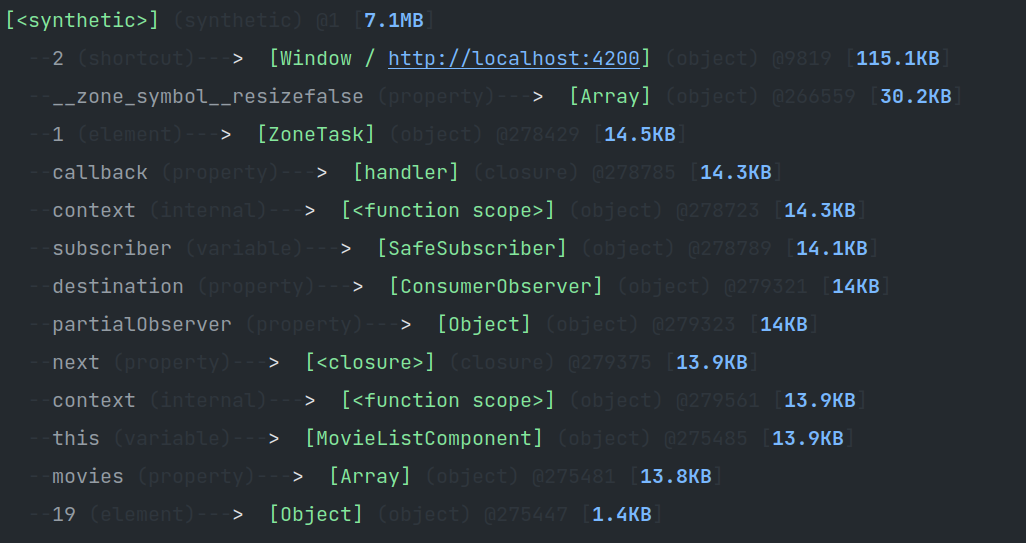 [<synthetic>] (synthetic) @1 [7.1MB]
--2 (shortcut)---> [Window / http://localhost:4200] (object) @9819 [115.1KB]
--__zone_symbol__resizefalse (property)---> [Array] (object) @266559 [30.2KB]
--1 (element)---> [ZoneTask] (object) @278429 [14.5KB]
--callback (property)---> [handler] (closure) @278785 [14.3KB]
--context (internal)---> [<function scope>] (object) @278723 [14.3KB]
--subscriber (variable)---> [SafeSubscriber] (object) @278789 [14.1KB]
--destination (property)---> [ConsumerObserver] (object) @279321 [14KB]
--partialObserver (property)---> [Object] (object) @279323 [14KB]
--next (property)---> [<closure>] (closure) @279375 [13.9KB]
--context (internal)---> [<function scope>] (object) @279561 [13.9KB]
--this (variable)---> [MovieListComponent] (object) @275485 [13.9KB]
--movies (property)---> [Array] (object) @275481 [13.8KB]
--19 (element)---> [Object] (object) @275447 [1.4KB]